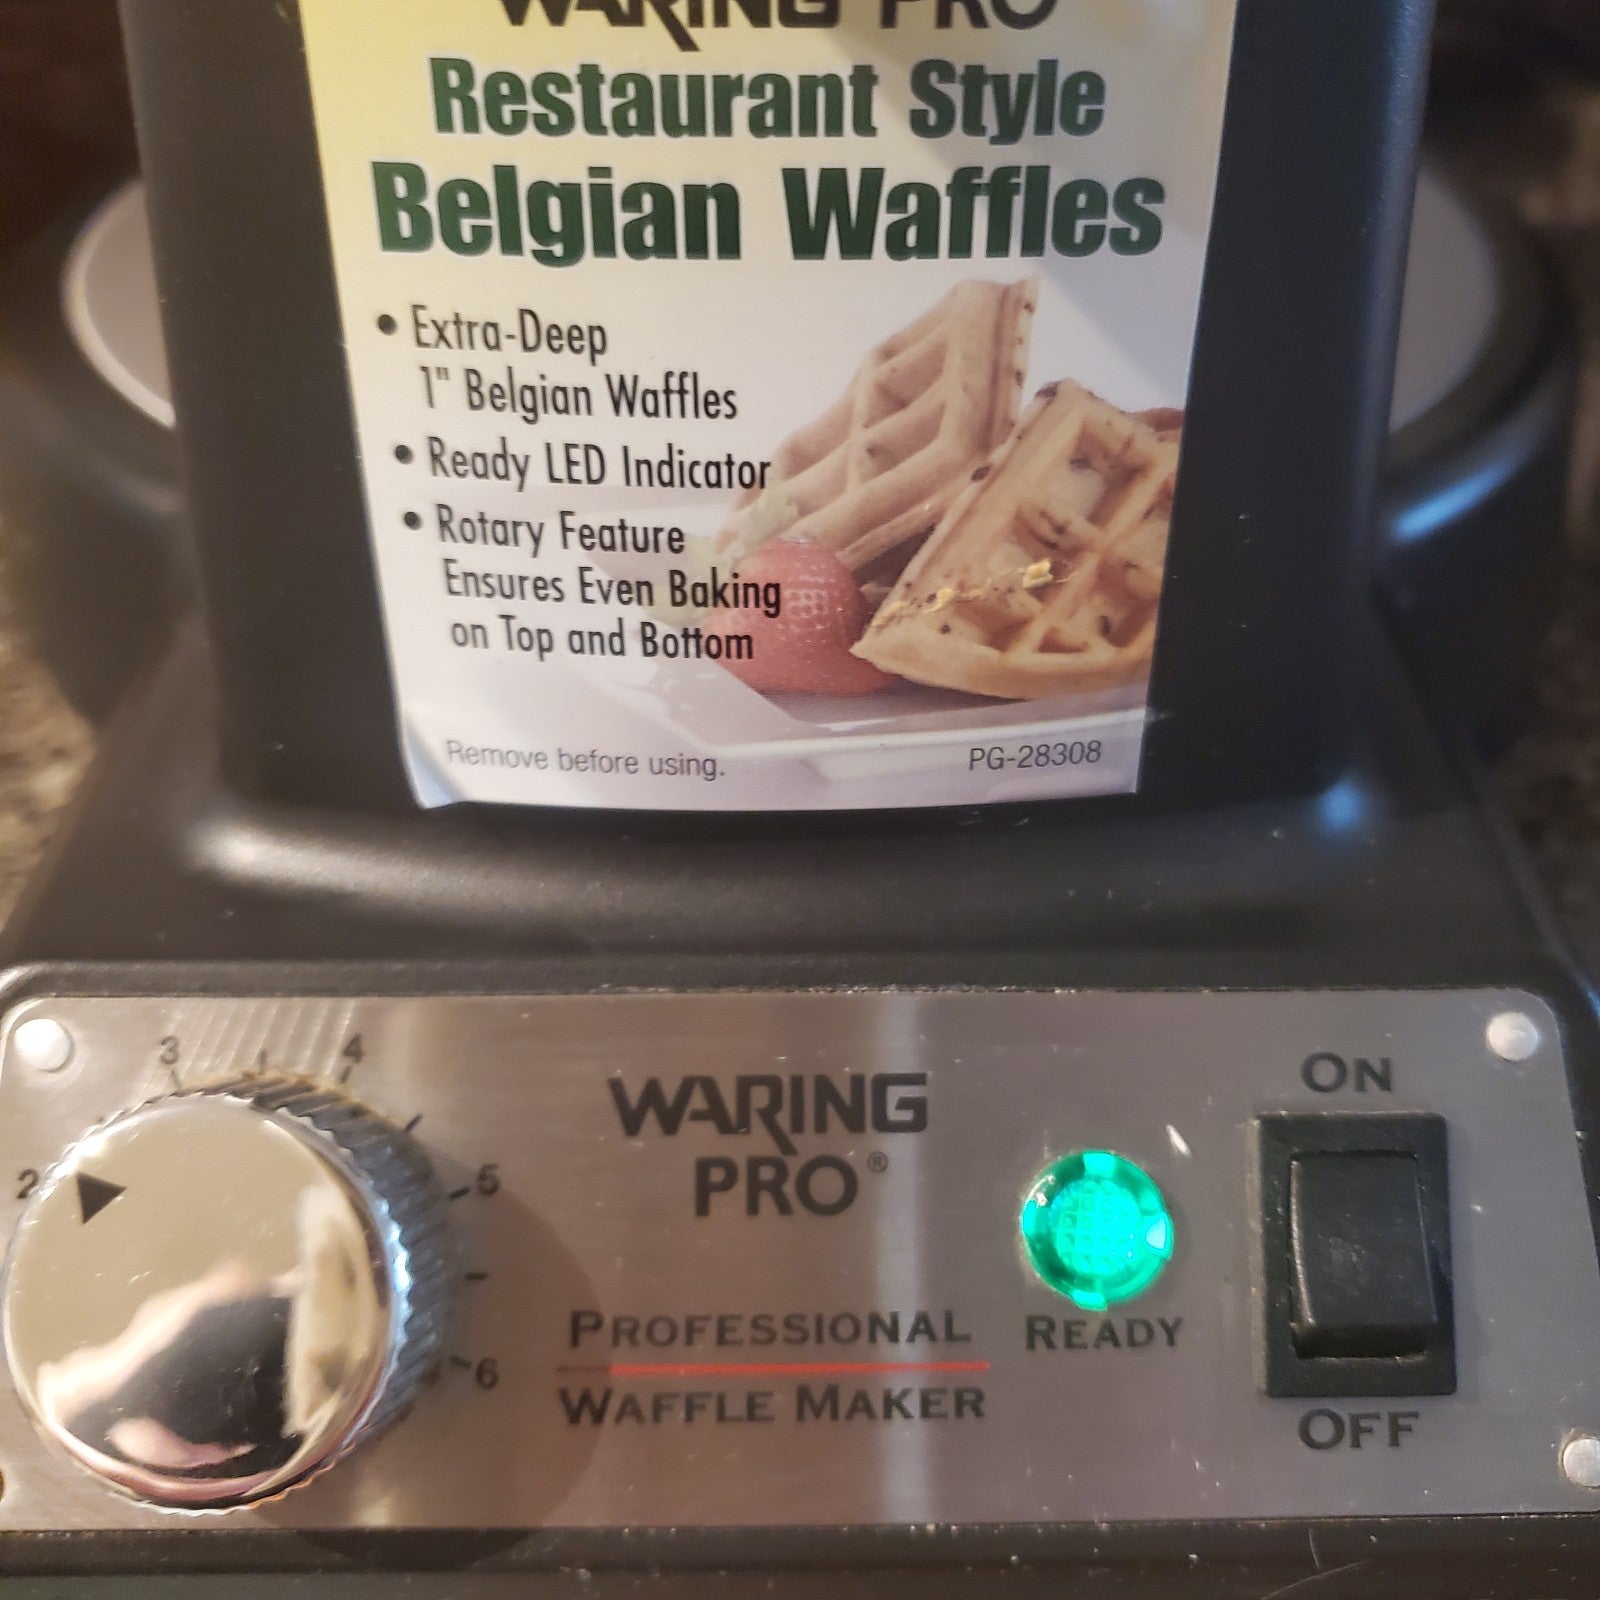 WARING PRO
Restaurant Style
Belgian Waffles
• Extra-Deep
1" Belgian Waffles
• Ready LED Indicator
• Rotary Feature
Ensures Even Baking
on Top and Bottom
Remove before using.
PG-28308
2
3
4
5
6
WARING
PRO®
PROFESSIONAL
WAFFLE MAKER
READY
ON
OFF